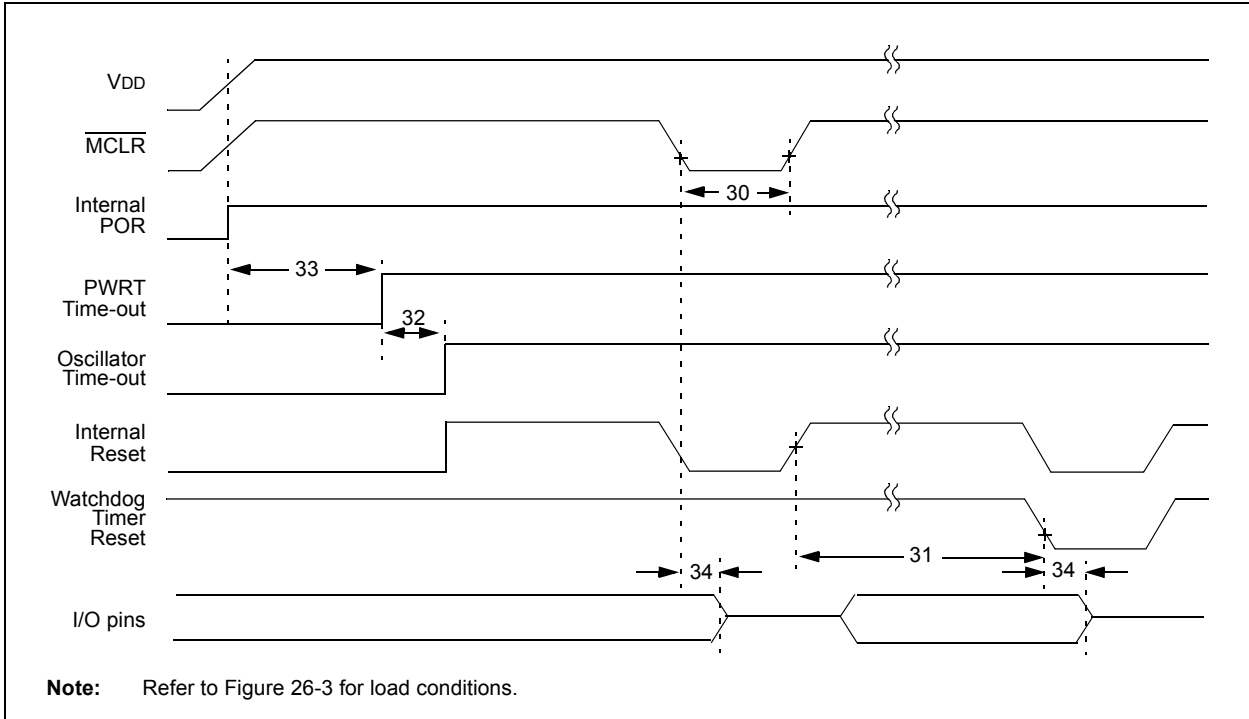 VDD
MCLR
30
Internal
POR
33
PWRT
Time-out
32
Oscillator
Time-out
Internal
Reset
Watchdog
Timer
Reset
31
34
34
I/O pins
Note: Refer to Figure 26-3 for load conditions.